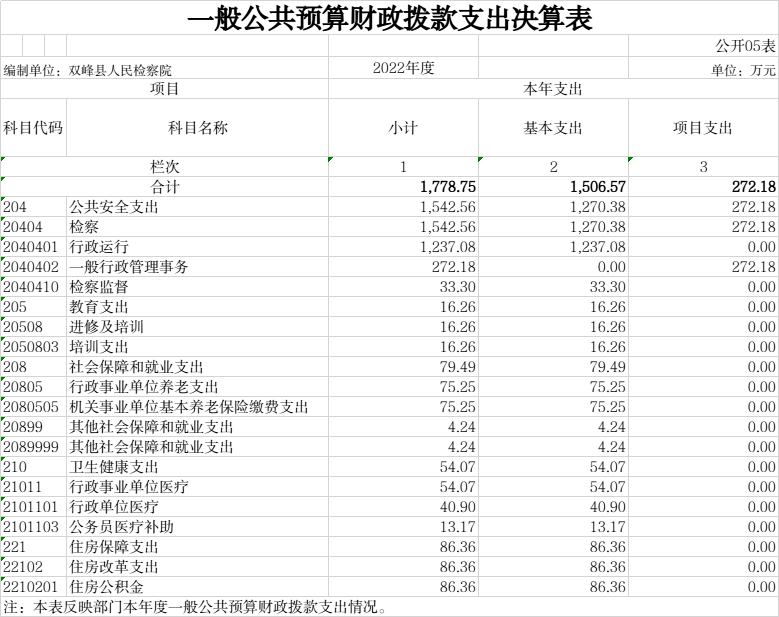 一般公共预算财政拨款支出决算表
公开05表
编制单位：双峰县人民检察院 2022年度 单位：万元
项目 本年支出
科目代码 科目名称 小计 基本支出 项目支出
栏次 1 2 3
合计 1,778.75 1,506.57 272.18
204 公共安全支出 1,542.56 1,270.38 272.18
20404 检察 1,542.56 1,270.38 272.18
2040401 行政运行 1,237.08 1,237.08 0.00
2040402 一般行政管理事务 272.18 0.00 272.18
2040410 检察监督 33.30 33.30 0.00
205 教育支出 16.26 16.26 0.00
20508 进修及培训 16.26 16.26 0.00
2050803 培训支出 16.26 16.26 0.00
208 社会保障和就业支出 79.49 79.49 0.00
20805 行政事业单位养老支出 75.25 75.25 0.00
2080505 机关事业单位基本养老保险缴费支出 75.25 75.25 0.00
20899 其他社会保障和就业支出 4.24 4.24 0.00
2089999 其他社会保障和就业支出 4.24 4.24 0.00
210 卫生健康支出 54.07 54.07 0.00
21011 行政事业单位医疗 54.07 54.07 0.00
2101101 行政单位医疗 40.90 40.90 0.00
2101103 公务员医疗补助 13.17 13.17 0.00
221 住房保障支出 86.36 86.36 0.00
22102 住房改革支出 86.36 86.36 0.00
2210201 住房公积金 86.36 86.36 0.00
注：本表反映部门本年度一般公共预算财政拨款支出情况。